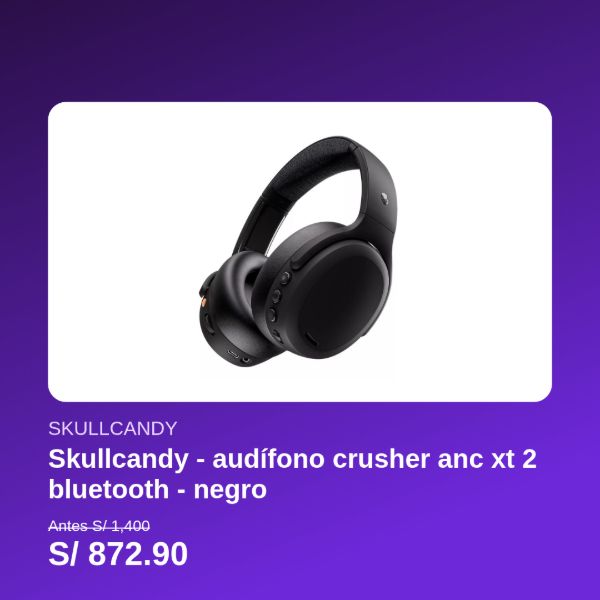 SKULLCANDY
Skullcandy - audífono crusher anc xt 2
bluetooth - negro
Antes S/ 1,400
S/ 872.90